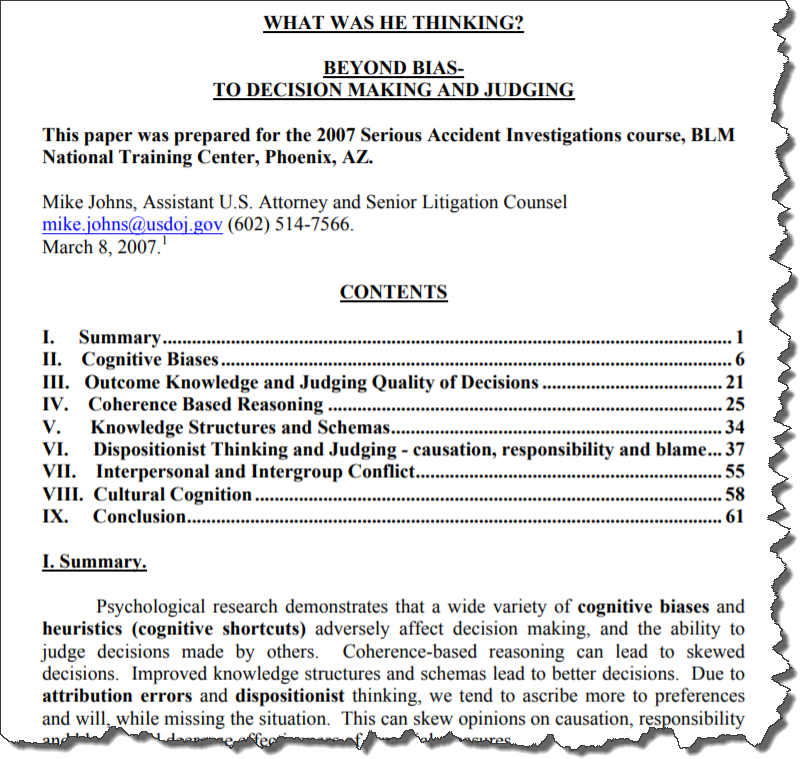 WHAT WAS HE THINKING?
BEYOND BIAS-
TO DECISION MAKING AND JUDGING
This paper was prepared for the 2007 Serious Accident Investigations course, BLM
National Training Center, Phoenix, AZ.
Mike Johns, Assistant U.S. Attorney and Senior Litigation Counsel
mike.johns@usdoj.gov (602) 514-7566.
March 8, 2007.1
CONTENTS
I. Summary.....................................................................................................................1
II. Cognitive Biases.........................................................................................................6
III. Outcome Knowledge and Judging Quality of Decisions .....................................21
IV. Coherence Based Reasoning .................................................................................25
V. Knowledge Structures and Schemas....................................................................34
VI. Dispositionist Thinking and Judging - causation, responsibility and blame...37
VII. Interpersonal and Intergroup Conflict...............................................................55
VIII. Cultural Cognition ................................................................................................58
IX. Conclusion..............................................................................................................61
I. Summary.
Psychological research demonstrates that a wide variety of cognitive biases and
heuristics (cognitive shortcuts) adversely affect decision making, and the ability to
judge decisions made by others. Coherence-based reasoning can lead to skewed
decisions. Improved knowledge structures and schemas lead to better decisions. Due to
attribution errors and dispositionist thinking, we tend to ascribe more to preferences
and will, while missing the situation. This can skew opinions on causation, responsibility